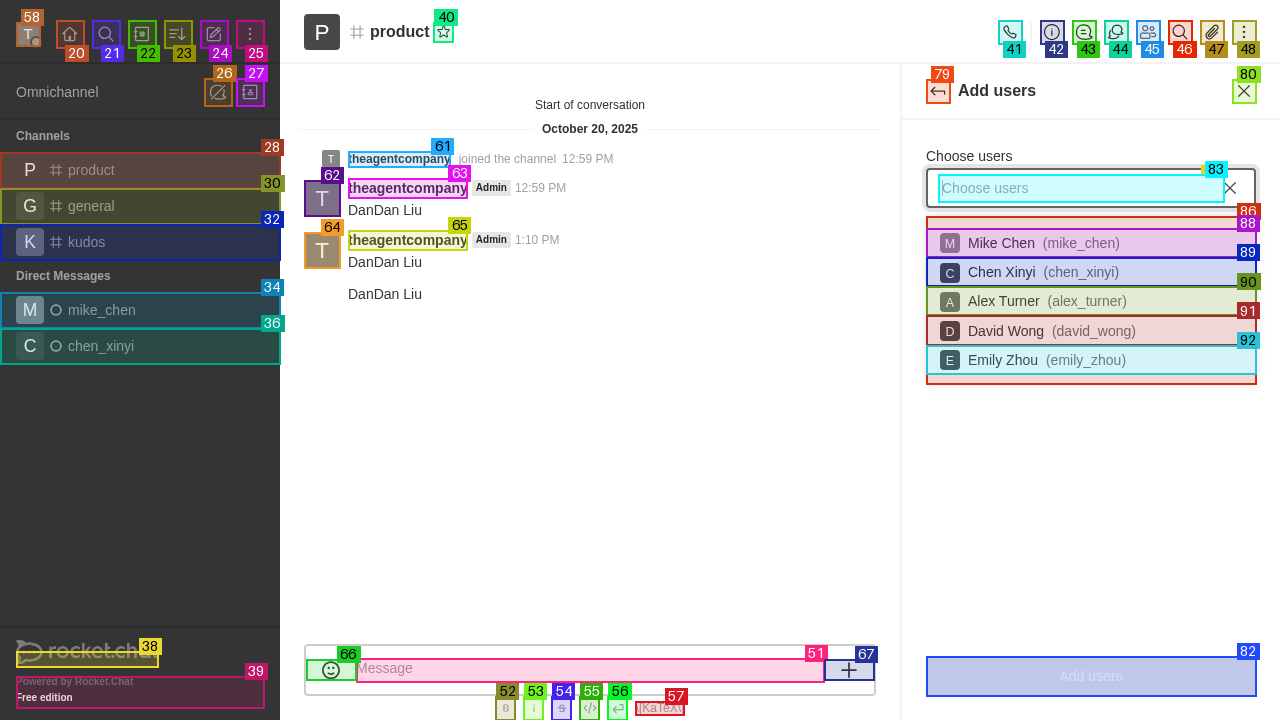 58
T
20
21
22
23
24
25
P
product
40
41
42
43
44
45
46
47
48
Omnichannel
26
27
79
Add users
80
Start of conversation
October 20, 2025
Channels
28
P product
30
G general
32
K kudos
Direct Messages
34
M mike_chen
36
C chen_xinyi
61
T theagentcompany joined the channel 12:59 PM
62
63
T theagentcompany Admin 12:59 PM
DanDan Liu
64
65
T theagentcompany Admin 1:10 PM
DanDan Liu
DanDan Liu
Choose users
83
Choose users
86
88
M Mike Chen (mike_chen)
89
C Chen Xinyi (chen_xinyi)
90
A Alex Turner (alex_turner)
91
D David Wong (david_wong)
92
E Emily Zhou (emily_zhou)
38
rocket.chat
39
Powered by Rocket.Chat
Free edition
66
Message
51
67
52
53
54
55
56
57
B
i
S
KaTeX
82
Add users